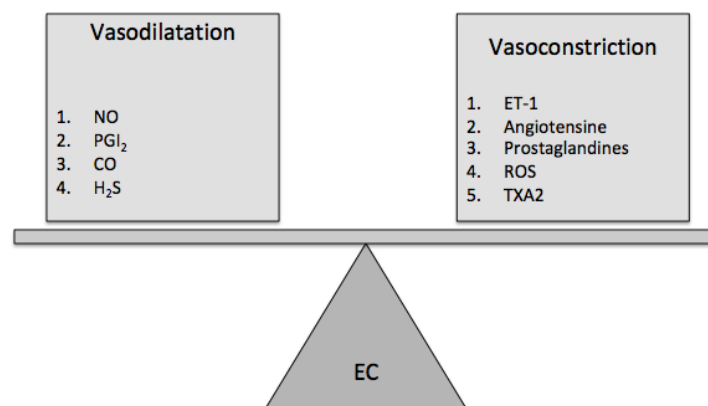 Vasodilatation
1. NO
2. PGI₂
3. CO
4. H₂S
Vasoconstriction
1. ET-1
2. Angiotensine
3. Prostaglandines
4. ROS
5. TXA2
EC